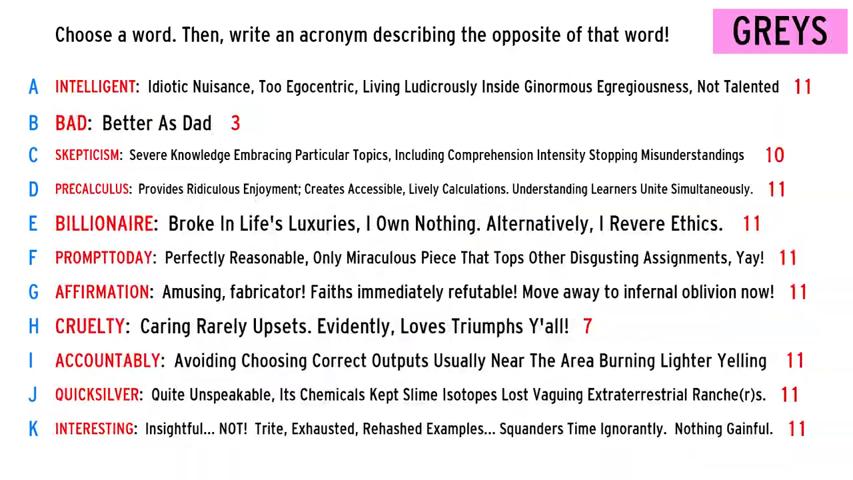 Choose a word. Then, write an acronym describing the opposite of that word!
GREYS
A INTELLIGENT: Idiotic Nuisance, Too Egocentric, Living Ludicrously Inside Ginormous Egregiousness, Not Talented 11
B BAD: Better As Dad 3
C SKEPTICISM: Severe Knowledge Embracing Particular Topics, Including Comprehension Intensity Stopping Misunderstandings 10
D PRECALCULUS: Provides Ridiculous Enjoyment; Creates Accessible, Lively Calculations. Understanding Learners Unite Simultaneously. 11
E BILLIONAIRE: Broke In Life's Luxuries, I Own Nothing. Alternatively, I Revere Ethics. 11
F PROMPTTODAY: Perfectly Reasonable, Only Miraculous Piece That Tops Other Disgusting Assignments, Yay! 11
G AFFIRMATION: Amusing, fabricator! Faiths immediately refutable! Move away to infernal oblivion now! 11
H CRUELTY: Caring Rarely Upsets. Evidently, Loves Triumphs Y'all! 7
I ACCOUNTABLY: Avoiding Choosing Correct Outputs Usually Near The Area Burning Lighter Yelling 11
J QUICKSILVER: Quite Unspeakable, Its Chemicals Kept Slime Isotopes Lost Vaguing Extraterrestrial Ranche(r)s. 11
K INTERESTING: Insightful... NOT! Trite, Exhausted, Rehashed Examples... Squanders Time Ignorantly. Nothing Gainful. 11